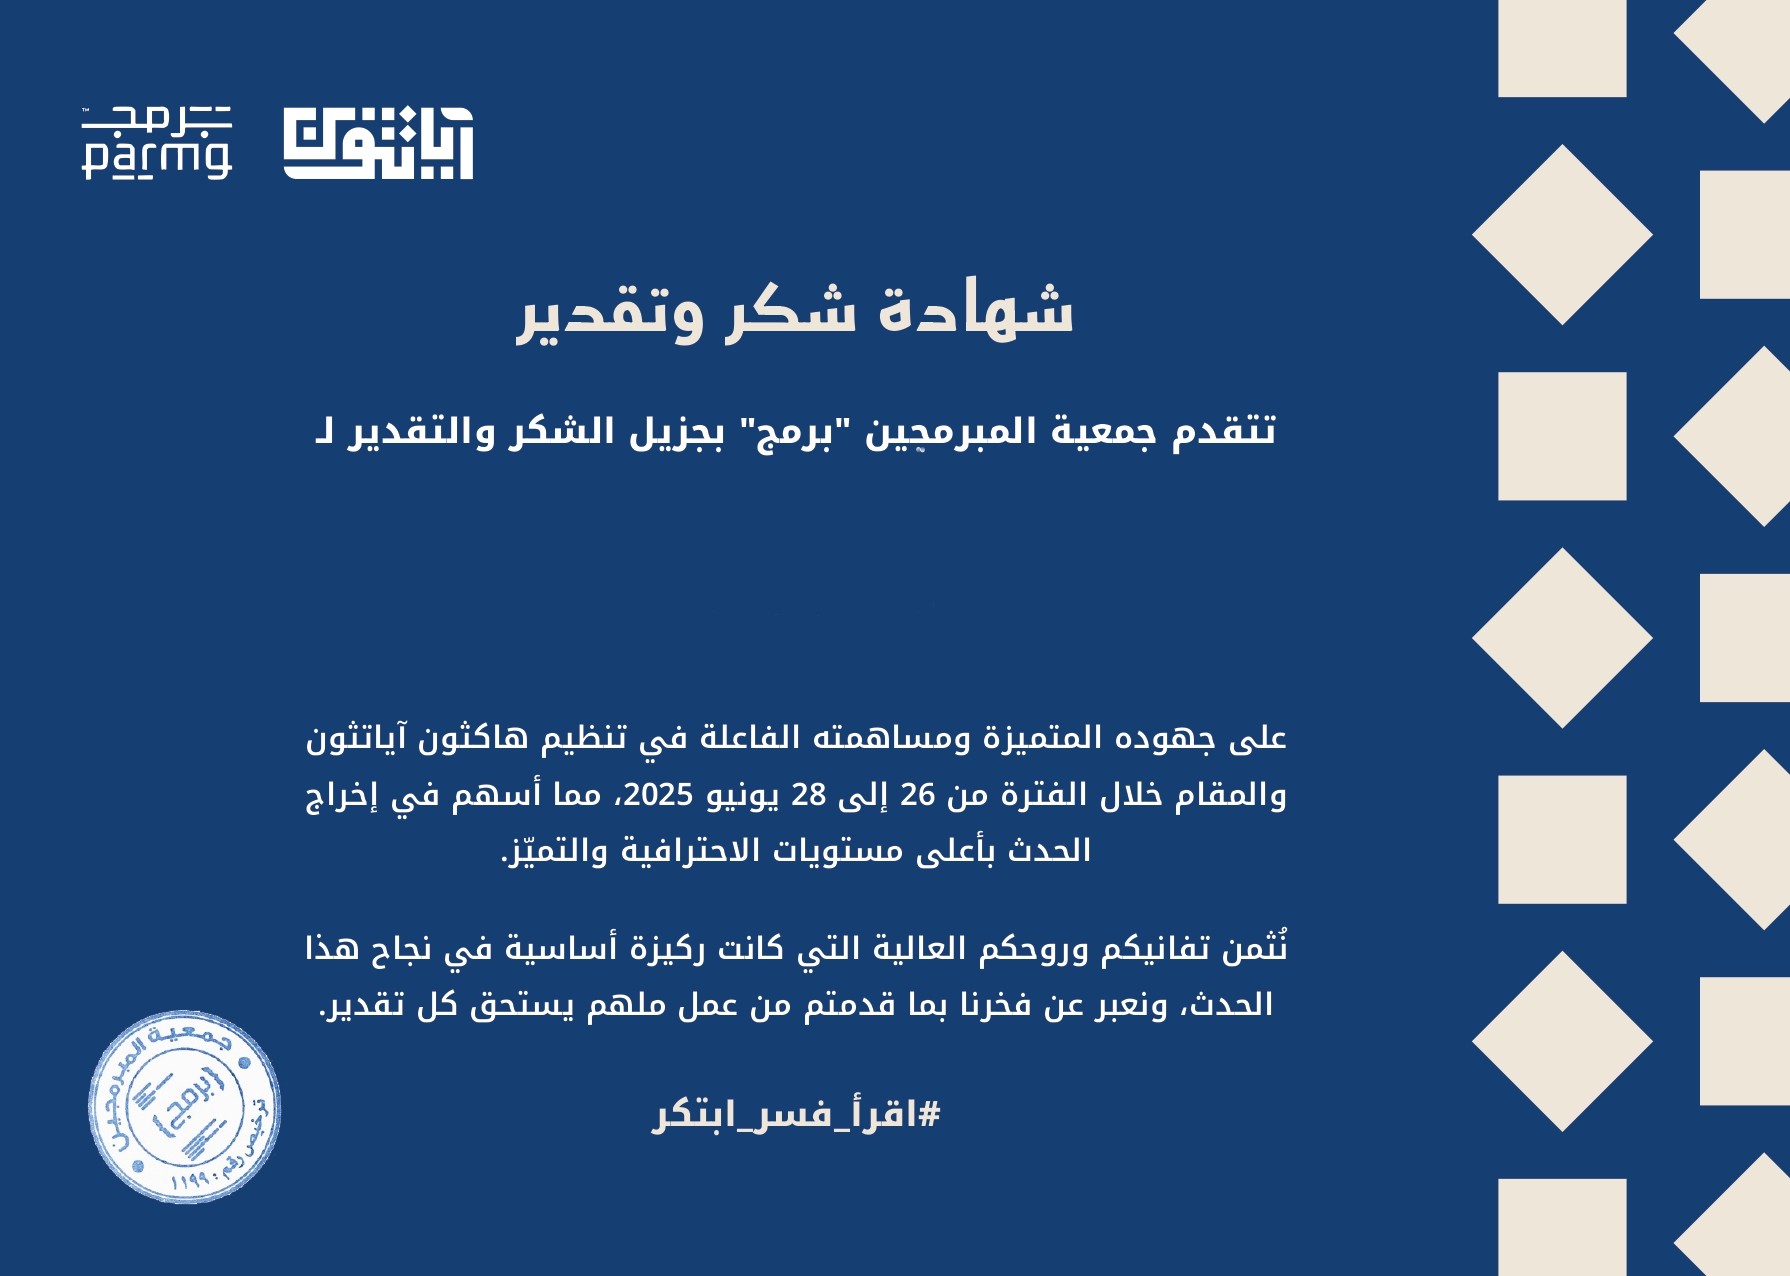 برمج
parmg
™
آياتثون
شهادة شكر وتقدير
تتقدم جمعية المبرمجين "برمج" بجزيل الشكر والتقدير لـ
على جهوده المتميزة ومساهمته الفاعلة في تنظيم هاكثون آياتثون
والمقام خلال الفترة من 26 إلى 28 يونيو 2025، مما أسهم في إخراج
الحدث بأعلى مستويات الاحترافية والتميّز.
نُثمن تفانيكم وروحكم العالية التي كانت ركيزة أساسية في نجاح هذا
الحدث، ونعبر عن فخرنا بما قدمتم من عمل ملهم يستحق كل تقدير.
#اقرأ_فسر_ابتكر
جمعية المبرمجين
برمج
ترخيص رقم: ١١٩٩